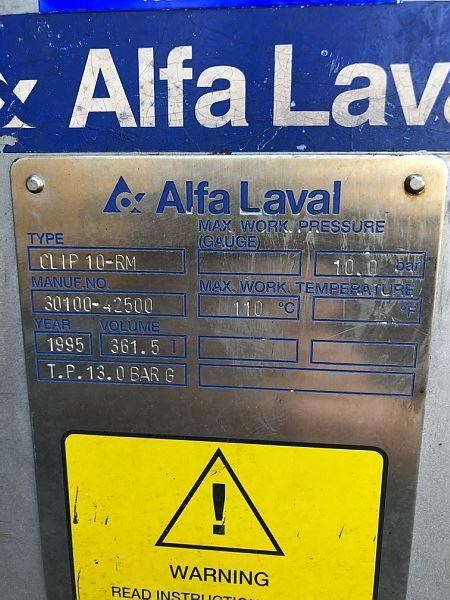 Alfa Lava
Alfa Laval
TYPE
CLIP 10-RM
MAX. WORK. PRESSURE
(GAUGE)
10.0 bar
MANUF.NO.
30100-42500
MAX. WORK. TEMPERATURE
110 °C °F
YEAR VOLUME
1995 361.5 l
T.P. 13.0 BAR G
!
WARNING
READ INSTRUCTION